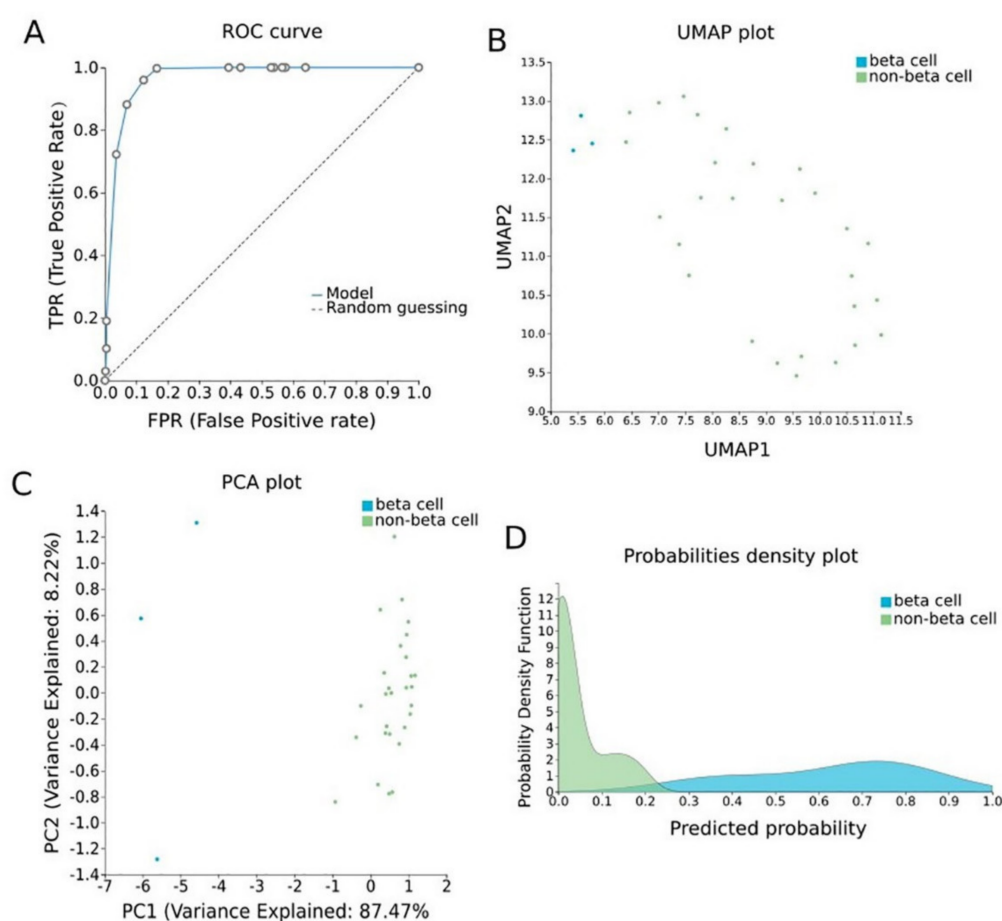 A
ROC curve
TPR (True Positive Rate)
1.0
0.8
0.6
0.4
0.2
0.0
Model
Random guessing
0.0 0.1 0.2 0.3 0.4 0.5 0.6 0.7 0.8 0.9 1.0
FPR (False Positive rate)
B
UMAP plot
beta cell
non-beta cell
UMAP2
13.5
13.0
12.5
12.0
11.5
11.0
10.5
10.0
9.5
9.0
5.0 5.5 6.0 6.5 7.0 7.5 8.0 8.5 9.0 9.5 10.0 10.5 11.0 11.5
UMAP1
C
PCA plot
beta cell
non-beta cell
PC2 (Variance Explained: 8.22%)
1.4
1.2
1.0
0.8
0.6
0.4
0.2
0.0
-0.2
-0.4
-0.6
-0.8
-1.0
-1.2
-1.4
-7 -6 -5 -4 -3 -2 -1 0 1 2
PC1 (Variance Explained: 87.47%
D
Probabilities density plot
beta cell
non-beta cell
Probability Density Function
12
11
10
9
8
7
6
5
4
3
2
1
0
0.0 0.1 0.2 0.3 0.4 0.5 0.6 0.7 0.8 0.9 1.0
Predicted probability